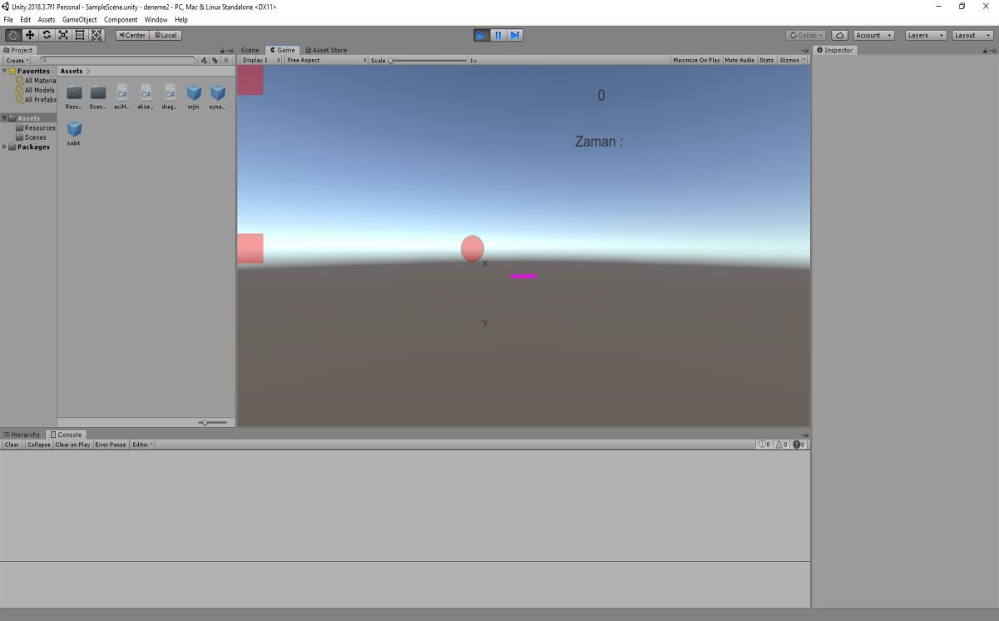 Unity 2018.3.7f1 Personal - SampleScene.unity - deneme2 - PC, Mac & Linux Standalone <DX11>
File Edit Assets GameObject Component Window Help
Center Local
Collab Account Layers Layout
Project
Create
Favorites
All Materia
All Models
All Prefabs
Assets
Resources
Scenes
Packages
Assets >
C# C# C#
Reso... Scen... aciH... akse... drag... orjin oyna...
sabit
Scene Game Asset Store
Display 1 Free Aspect Scale 1x Maximize On Play Mute Audio Stats Gizmos
0
Zaman :
X
Y
Inspector
Hierarchy Console
Clear Collapse Clear on Play Error Pause Editor
0 0 0